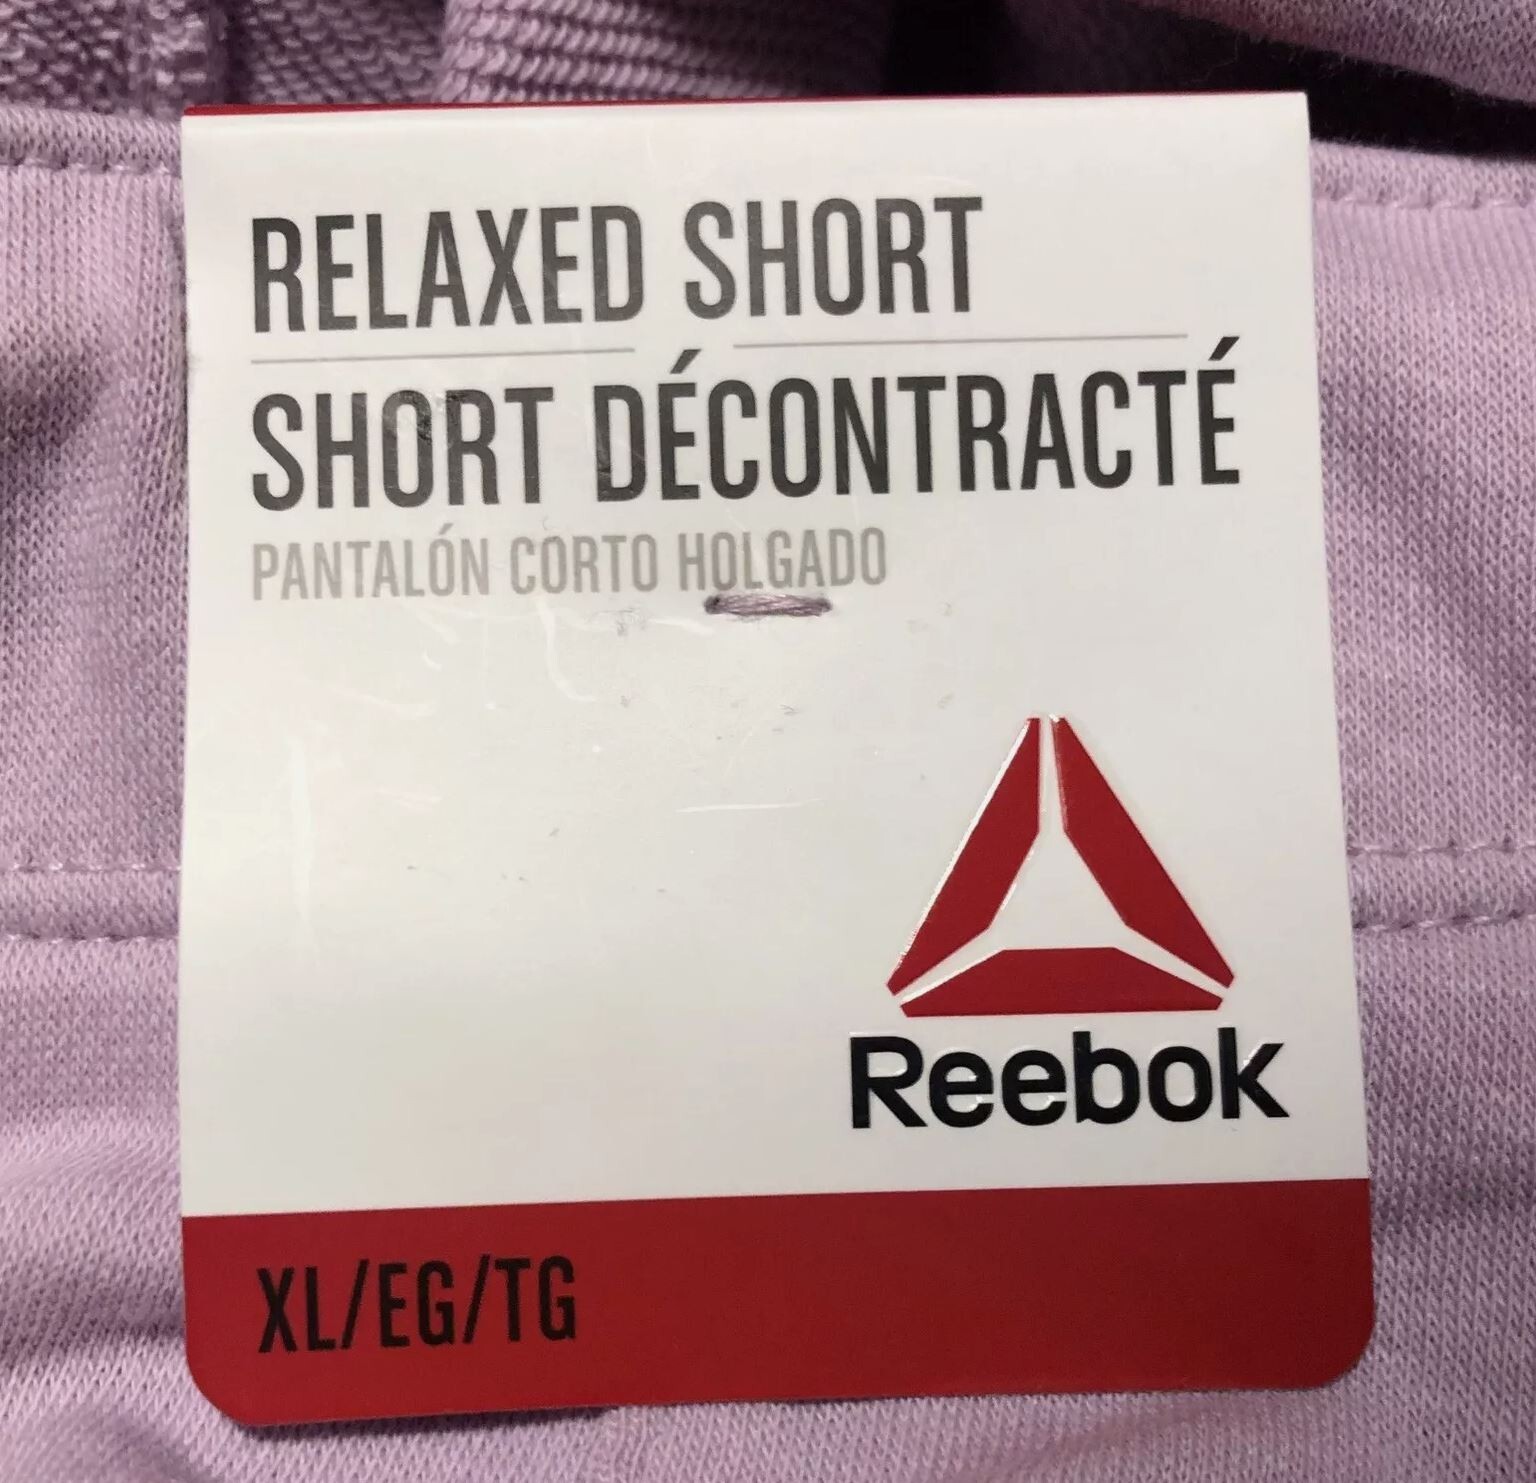 RELAXED SHORT
SHORT DÉCONTRACTÉ
PANTALÓN CORTO HOLGADO
Reebok
XL/EG/TG